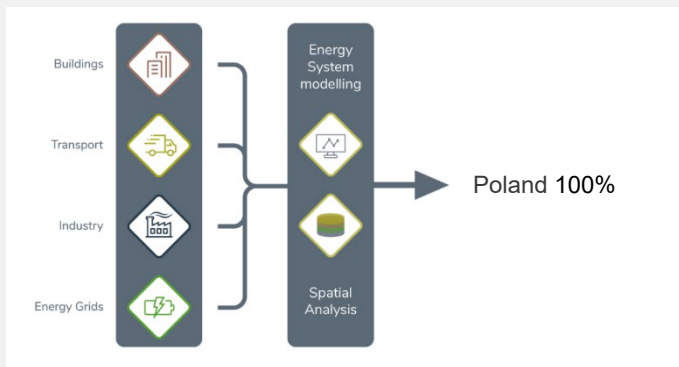 Buildings
Transport
Industry
Energy Grids
Energy
System
modelling
Spatial
Analysis
Poland 100%